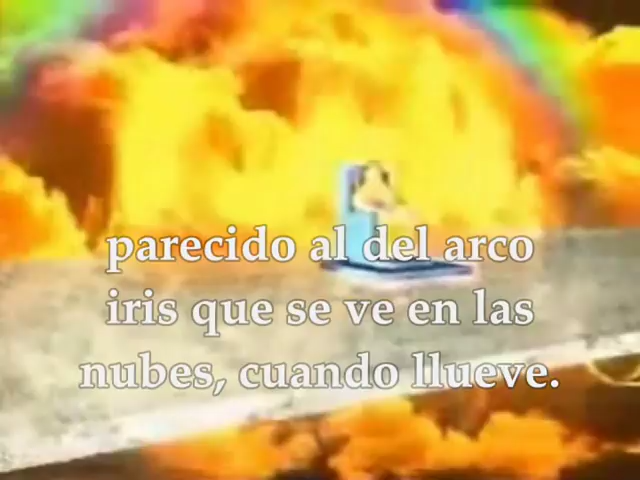 parecido al del arco
iris que se ve en las
nubes, cuando llueve.